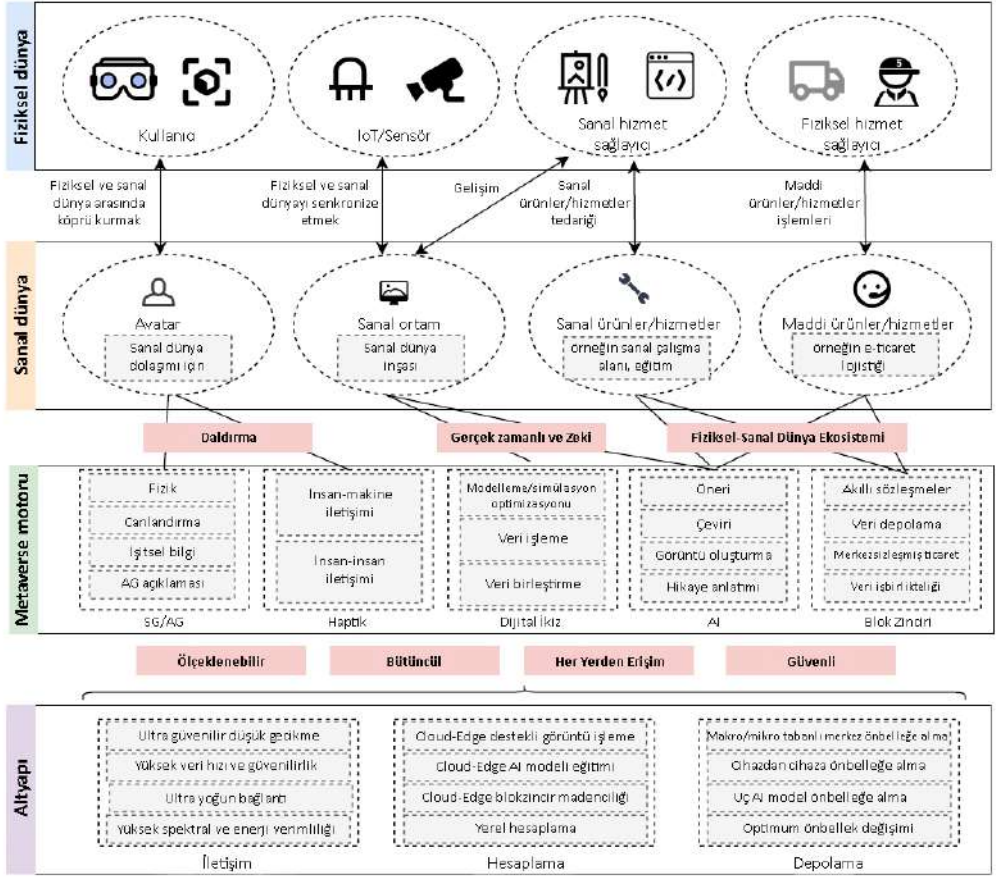 Fiziksel dünya
Kullanıcı
IoT/Sensör
Sanal hizmet
sağlayıcı
5
Fiziksel hizmet
sağlayıcı
Fiziksel ve sanal
dünya arasında
köprü kurmak
Fiziksel ve sanal
dünyayı senkronize
etmek
Gelişim
Sanal
ürünler/hizmetler
tedariği
Maddi
ürünler/hizmetler
işlemleri
Sanal dünya
Avatar
Sanal dünya
dolaşımı için
Sanal ortam
Sanal dünya
inşası
Sanal ürünler/hizmetler
örneğin sanal çalışma
alanı, eğitim
Maddi ürünler/hizmetler
örneğin e-ticaret
lojistiği
Daldırma
Gerçek zamanlı ve Zeki
Fiziksel-Sanal Dünya Ekosistemi
Metaverse motoru
Fizik
Canlandırma
İşitsel bilgi
AG açıklaması
SG/AG
İnsan-makine
iletişimi
İnsan-insan
iletişimi
Haptik
Modelleme/simülasyon
optimizasyonu
Veri işleme
Veri birleştirme
Dijital İkiz
Öneri
Çeviri
Görüntü oluşturma
Hikaye anlatımı
AI
Akıllı sözleşmeler
Veri depolama
Merkezsizleşmiş ticaret
Veri işbirlikteliği
Blok Zinciri
Ölçeklenebilir
Bütüncül
Her Yerden Erişim
Güvenli
Altyapı
Ultra güvenilir düşük gecikme
Yüksek veri hızı ve güvenilirlik
Ultra yoğun bağlantı
Yüksek spektral ve enerji verimliliği
İletişim
Cloud-Edge destekli görüntü işleme
Cloud-Edge AI modeli eğitimi
Cloud-Edge blokzincir madenciliği
Yerel hesaplama
Hesaplama
Makro/mikro tabanlı merkez önbelleğe alma
Cihazdan cihaza önbelleğe alma
Uç AI model önbelleğe alma
Optimum önbellek değişimi
Depolama